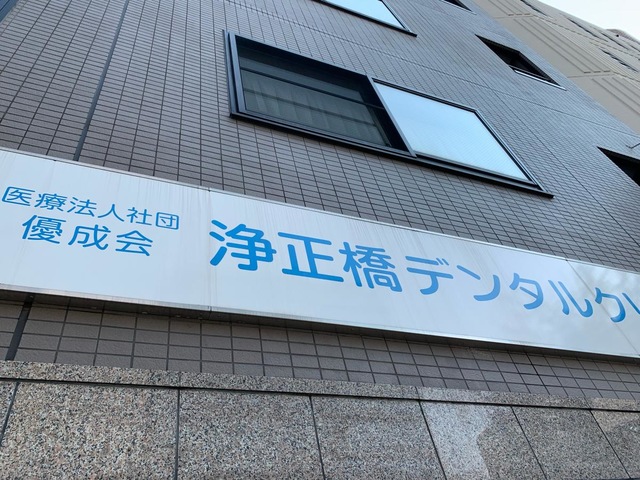 医療法人社団
優成会
浄正橋デンタルク